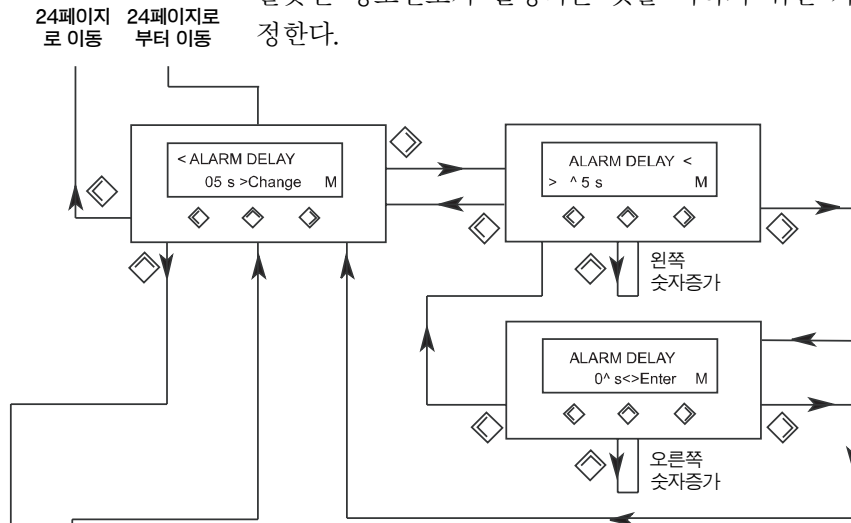 24페이지
로 이동
24페이지로
부터 이동
정한다.
< ALARM DELAY
05 s >Change M
ALARM DELAY <
> ^ 5 s M
왼쪽
숫자증가
ALARM DELAY
0^ s<>Enter M
오른쪽
숫자증가